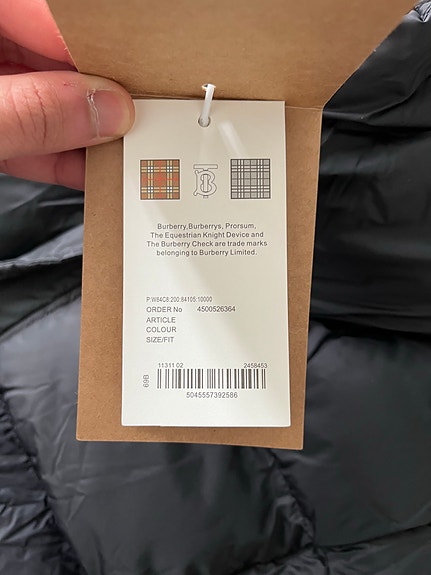 Burberry,Burberrys, Prorsum,
The Equestrian Knight Device and
The Burberry Check are trade marks
belonging to Burberry Limited.
P:W84C8:200:84105:10000
ORDER No 4500526364
ARTICLE
COLOUR
SIZE/FIT
11311 02 2458453
69B
5045557392586